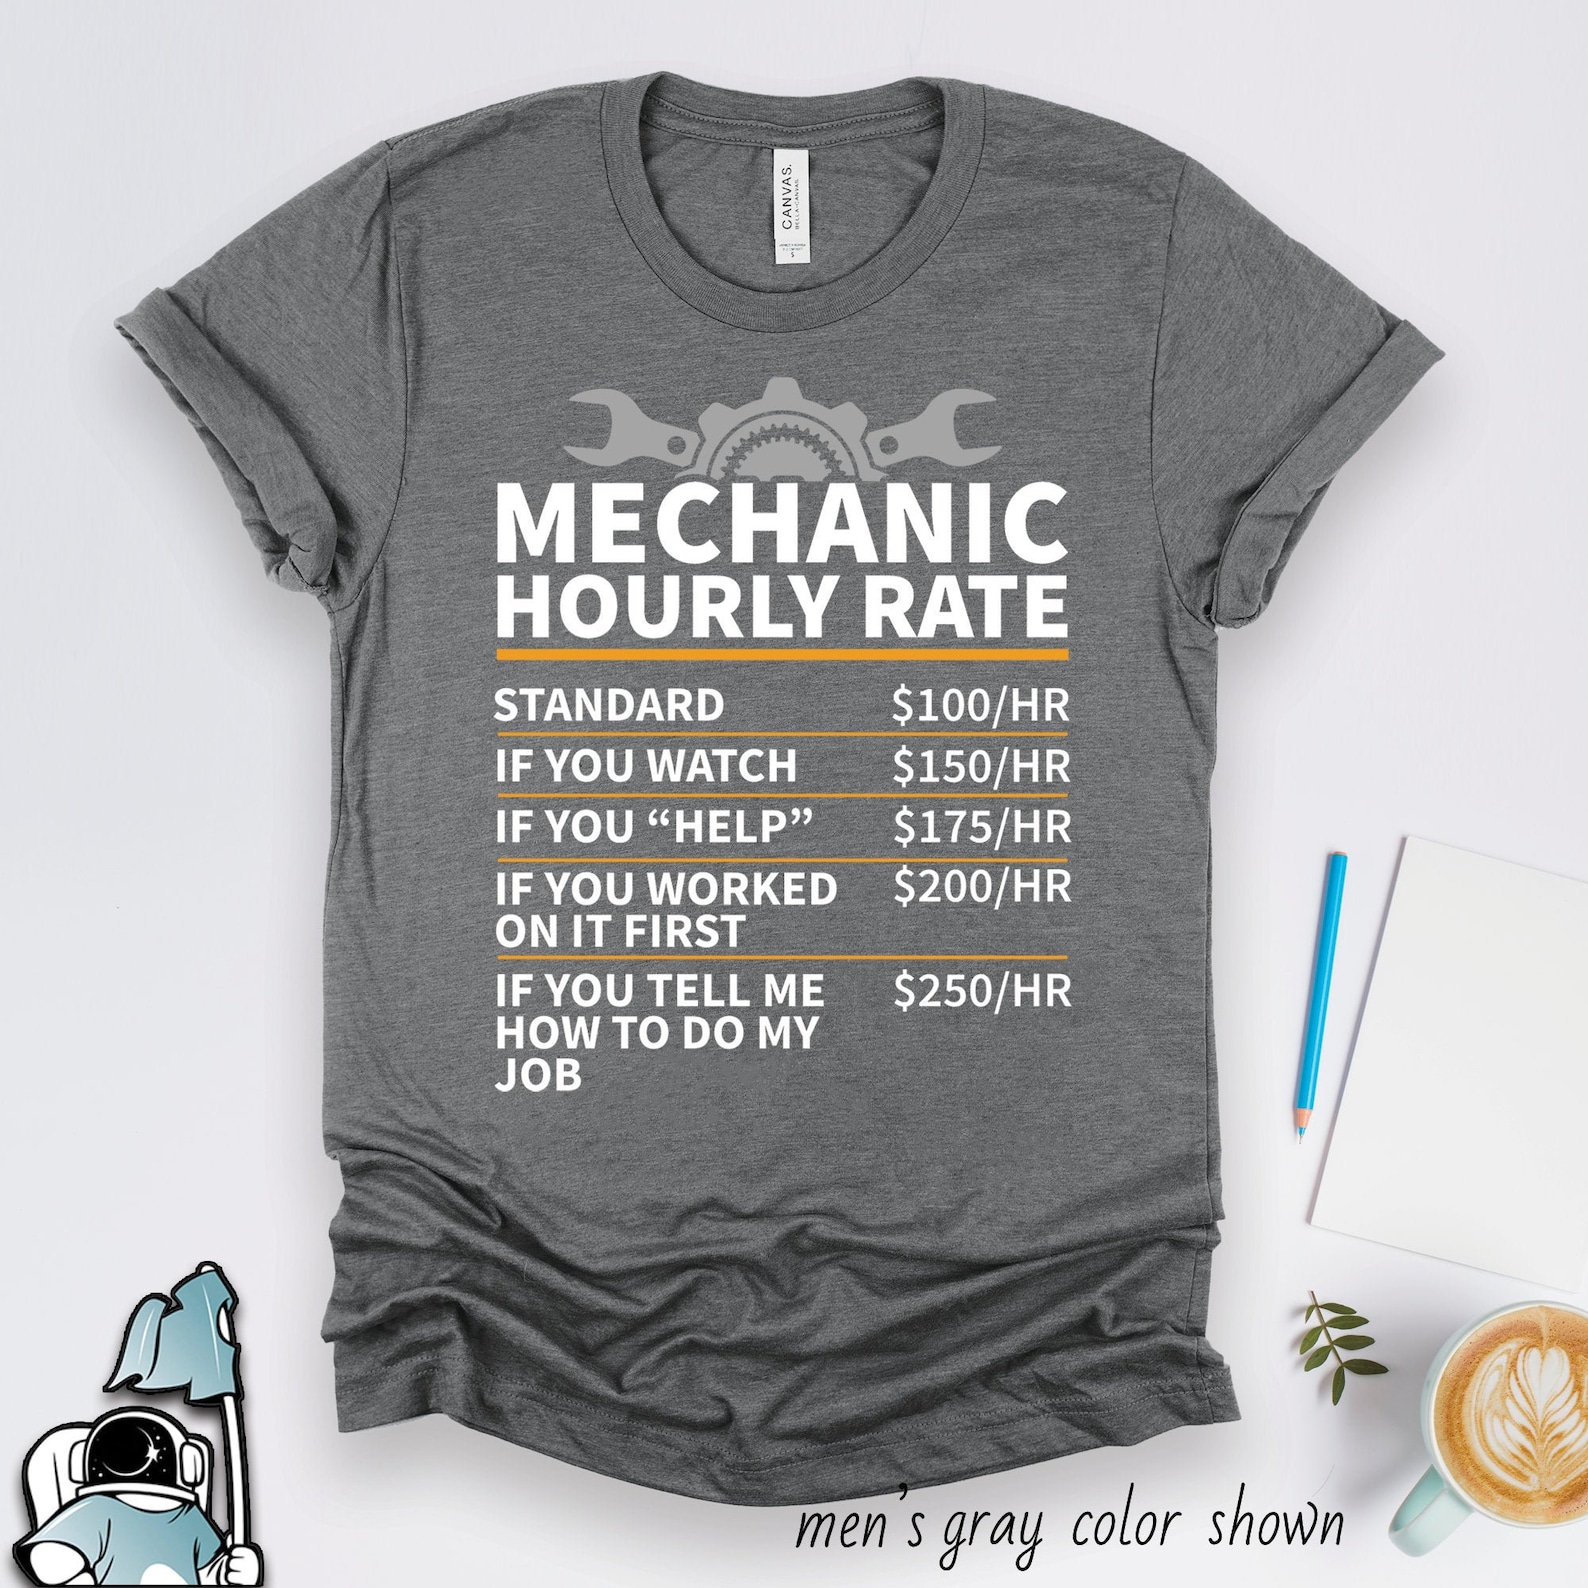 CANVAS.
BELLA+CANVAS
S
MECHANIC
HOURLY RATE
STANDARD $100/HR
IF YOU WATCH $150/HR
IF YOU “HELP” $175/HR
IF YOU WORKED $200/HR
ON IT FIRST
IF YOU TELL ME $250/HR
HOW TO DO MY
JOB
men's gray color shown